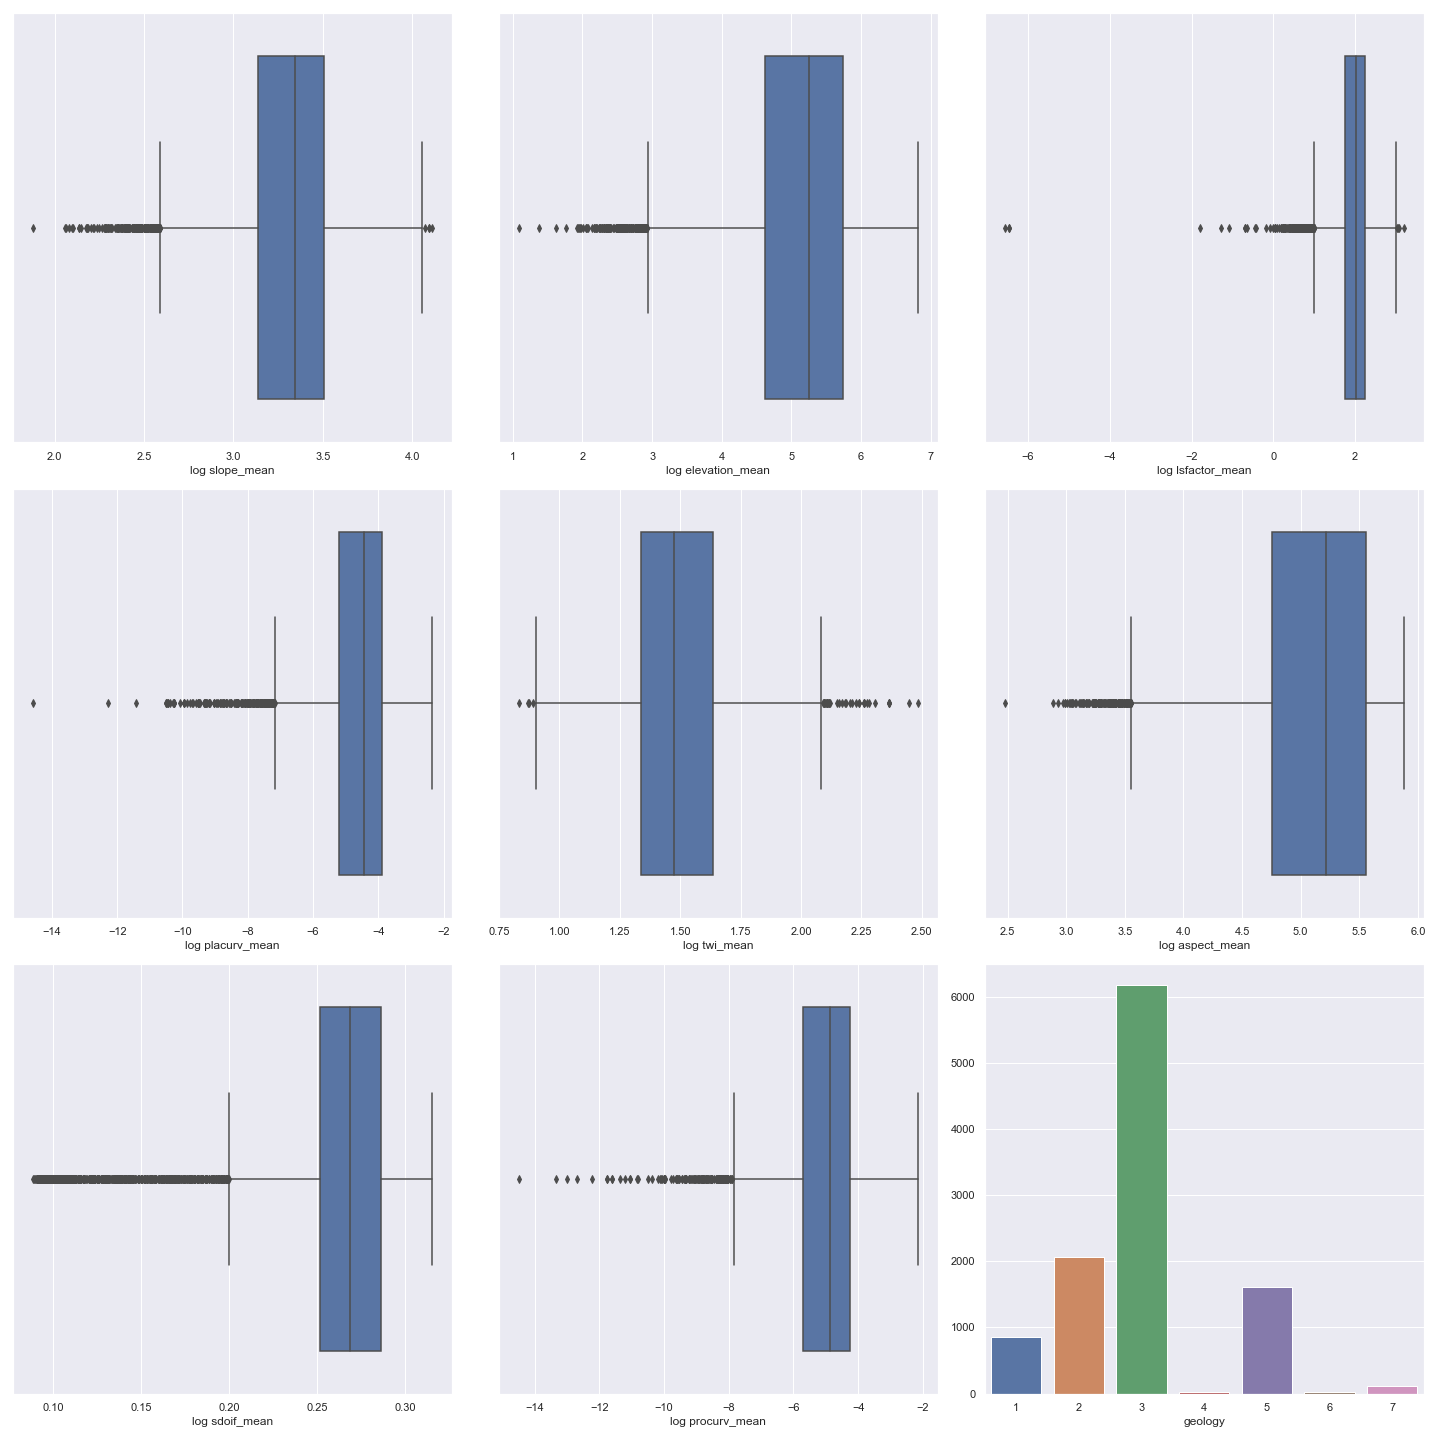 2.0 2.5 3.0 3.5 4.0
log slope_mean
1 2 3 4 5 6 7
log elevation_mean
−6 −4 −2 0 2
log lsfactor_mean
−14 −12 −10 −8 −6 −4 −2
log placurv_mean
0.75 1.00 1.25 1.50 1.75 2.00 2.25 2.50
log twi_mean
2.5 3.0 3.5 4.0 4.5 5.0 5.5 6.0
log aspect_mean
0.10 0.15 0.20 0.25 0.30
log sdoif_mean
−14 −12 −10 −8 −6 −4 −2
log procurv_mean
6000
5000
4000
3000
2000
1000
0
1 2 3 4 5 6 7
geology